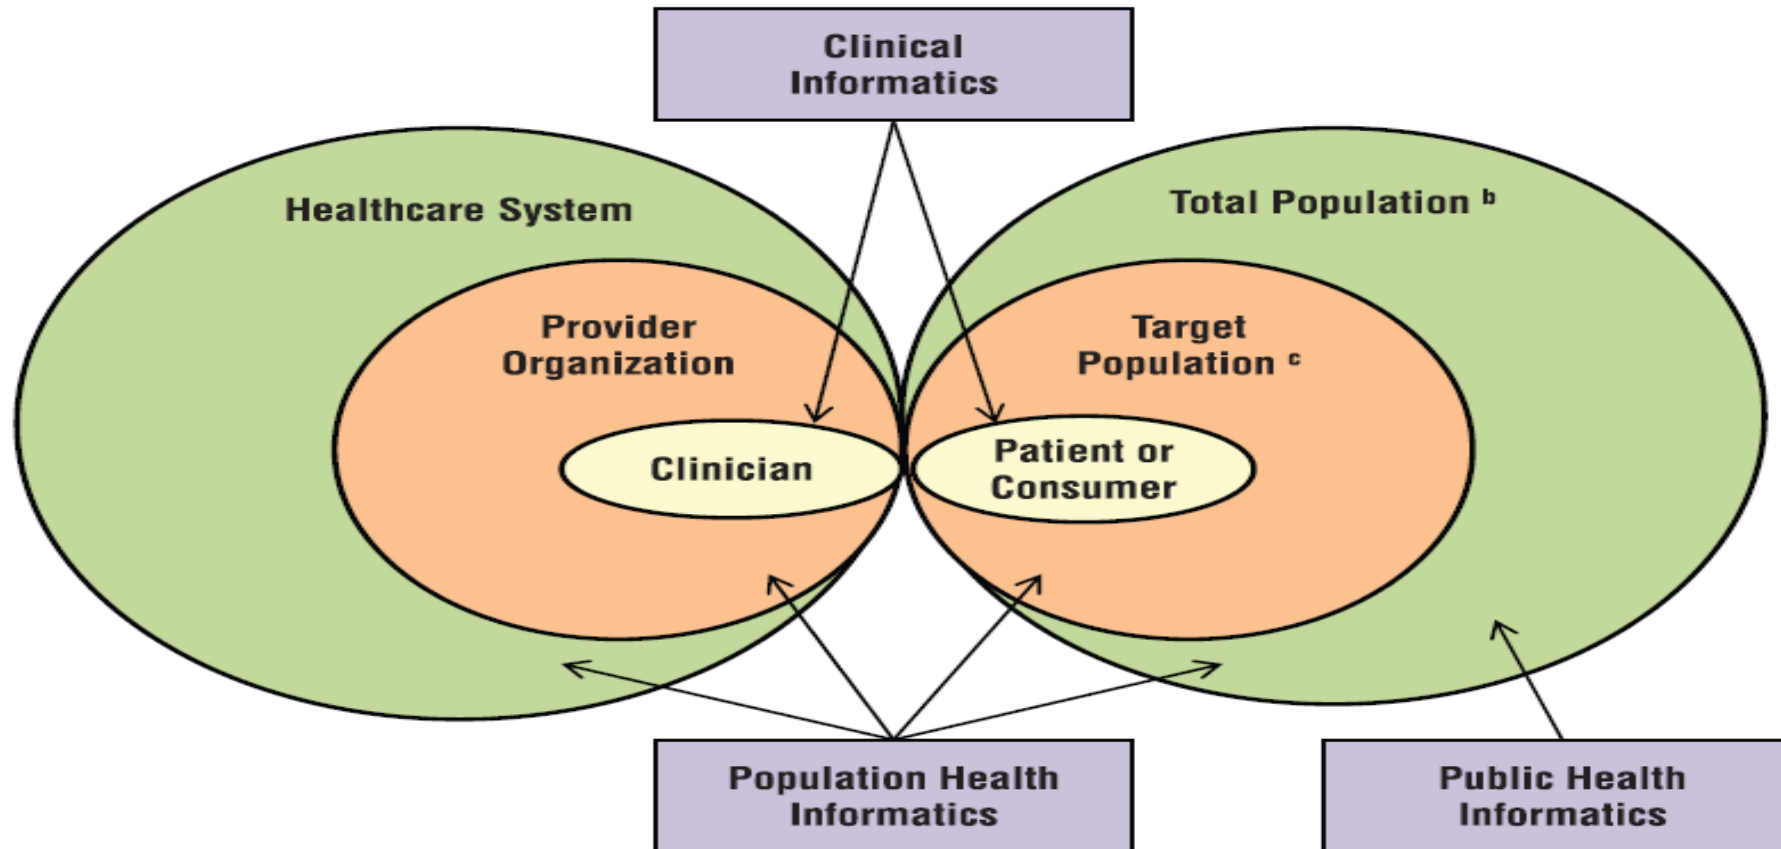 Clinical
Informatics
Healthcare System
Total Population ᵇ
Provider
Organization
Target
Population ᶜ
Clinician
Patient or
Consumer
Population Health
Informatics
Public Health
Informatics